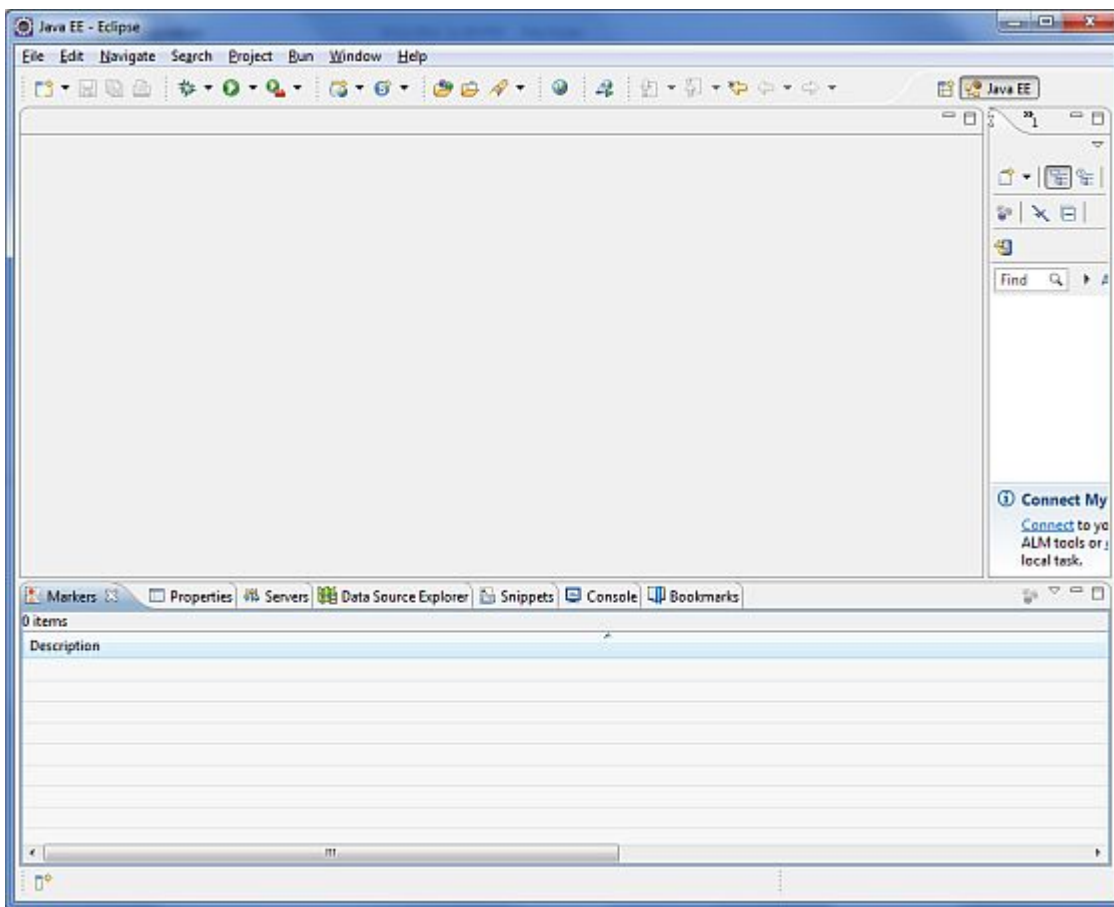 Java EE - Eclipse
File Edit Navigate Search Project Run Window Help
Java EE
»1
Find
Connect My
Connect to yo
ALM tools or
local task.
Markers Properties Servers Data Source Explorer Snippets Console Bookmarks
0 items
Description